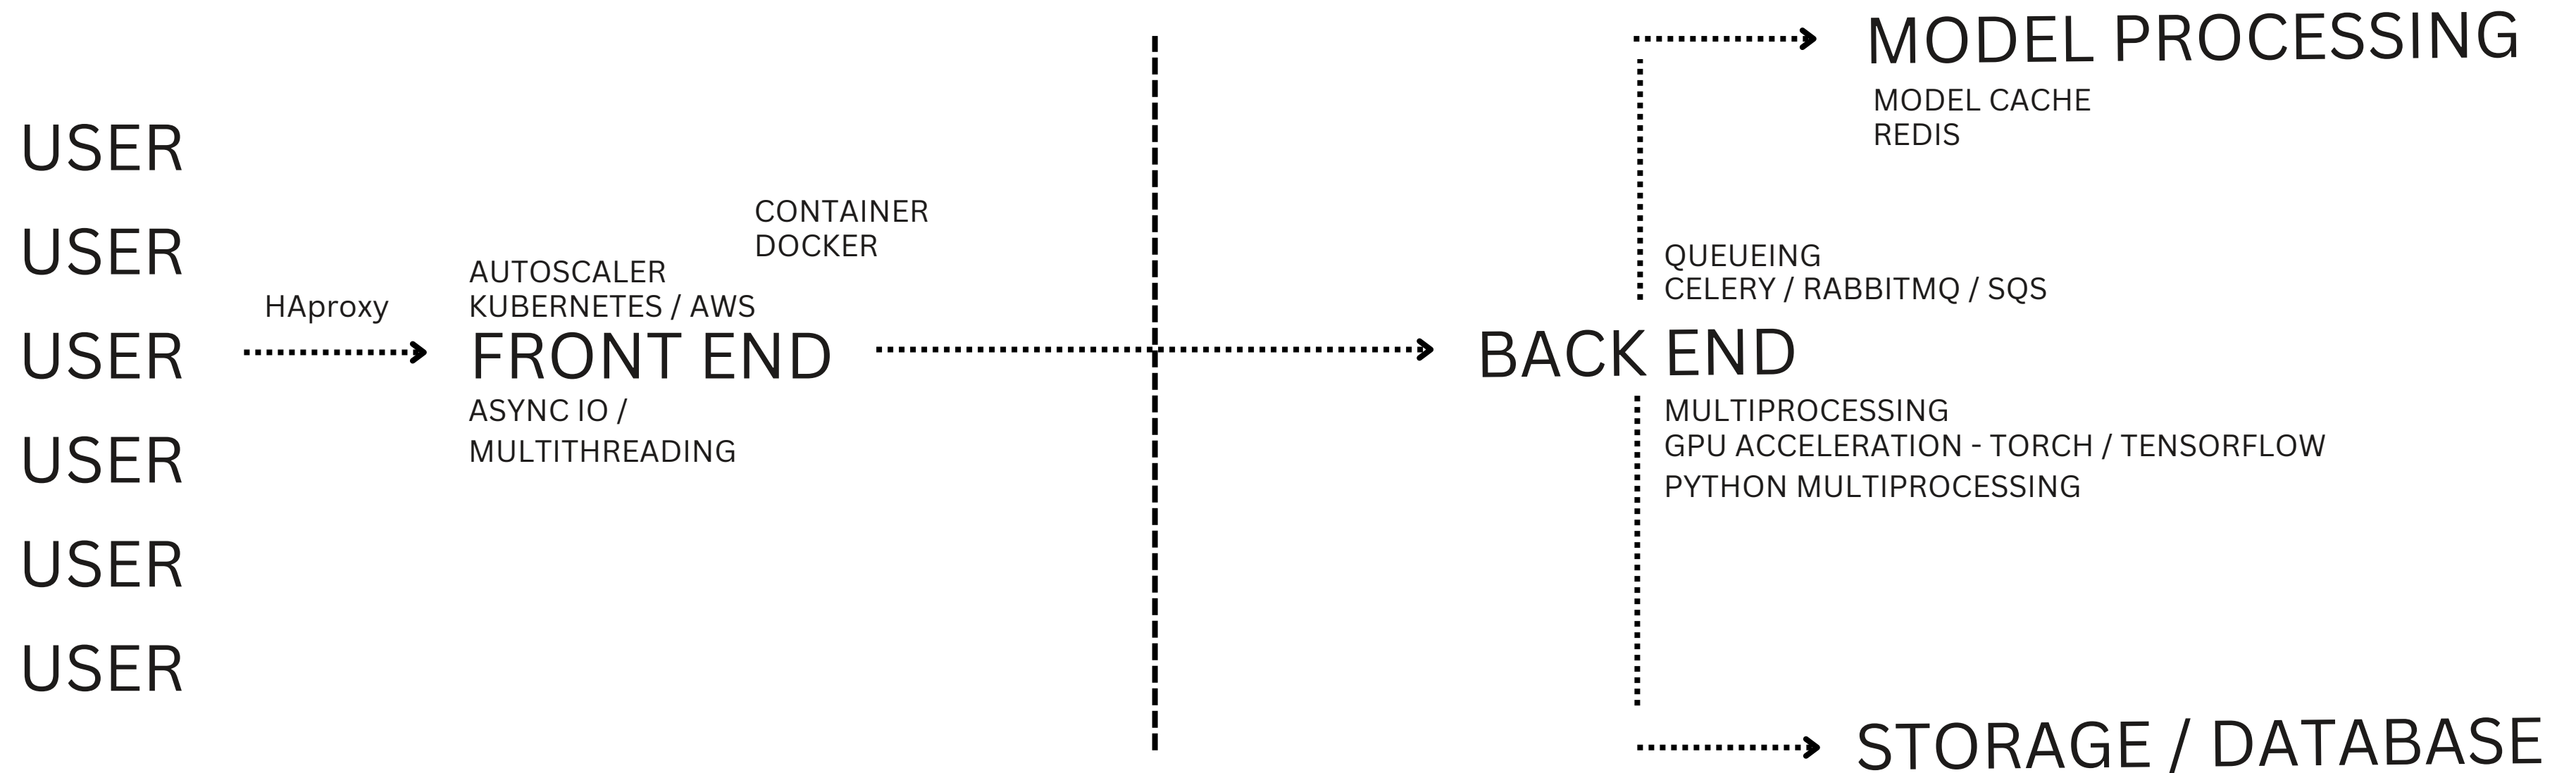 USER
USER
USER
USER
USER
USER
HAproxy
CONTAINER
DOCKER
AUTOSCALER
KUBERNETES / AWS
FRONT END
ASYNC IO /
MULTITHREADING
MODEL PROCESSING
MODEL CACHE
REDIS
QUEUEING
CELERY / RABBITMQ / SQS
BACK END
MULTIPROCESSING
GPU ACCELERATION - TORCH / TENSORFLOW
PYTHON MULTIPROCESSING
STORAGE / DATABASE